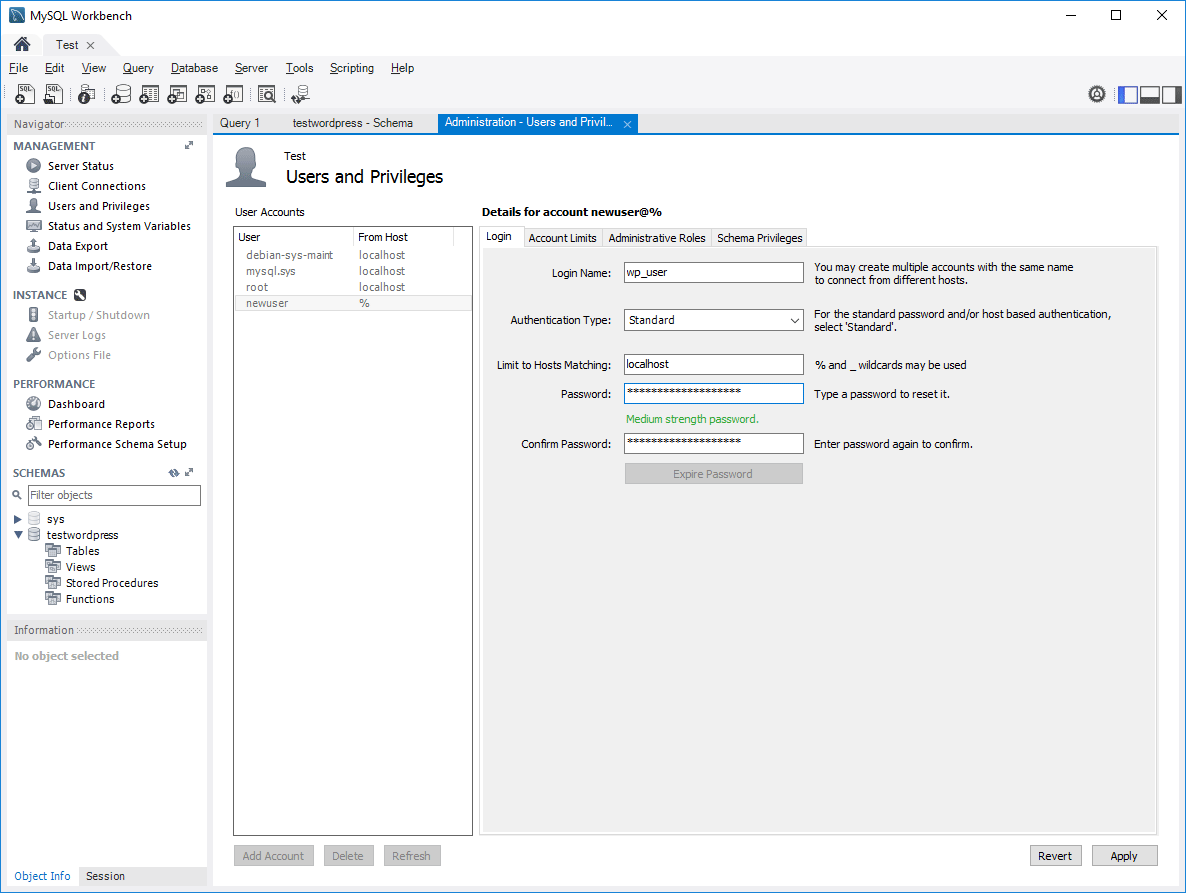 MySQL Workbench
Test
File Edit View Query Database Server Tools Scripting Help
Navigator
MANAGEMENT
Server Status
Client Connections
Users and Privileges
Status and System Variables
Data Export
Data Import/Restore
INSTANCE
Startup / Shutdown
Server Logs
Options File
PERFORMANCE
Dashboard
Performance Reports
Performance Schema Setup
SCHEMAS
Filter objects
sys
testwordpress
Tables
Views
Stored Procedures
Functions
Information
No object selected
Object Info Session
Query 1 testwordpress - Schema Administration - Users and Privil...
Test
Users and Privileges
User Accounts
User From Host
debian-sys-maint localhost
mysql.sys localhost
root localhost
newuser %
Add Account Delete Refresh
Details for account newuser@%
Login Account Limits Administrative Roles Schema Privileges
Login Name: wp_user You may create multiple accounts with the same name
to connect from different hosts.
Authentication Type: Standard For the standard password and/or host based authentication,
select 'Standard'.
Limit to Hosts Matching: localhost % and _ wildcards may be used
Password: ******************* Type a password to reset it.
Medium strength password.
Confirm Password: ******************* Enter password again to confirm.
Expire Password
Revert Apply